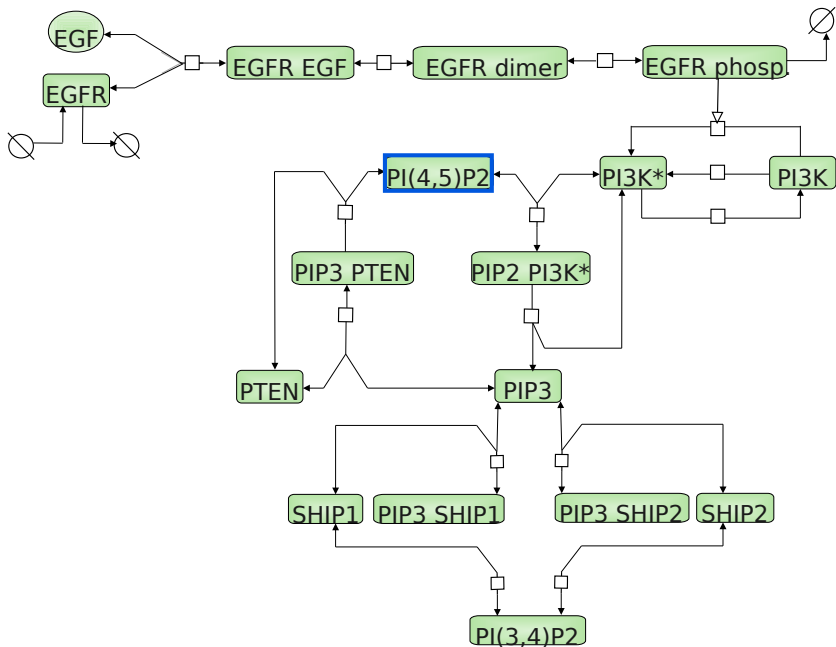 EGF
EGFR EGF
EGFR dimer
EGFR phosp.
EGFR
PI(4,5)P2
PI3K*
PI3K
PIP3 PTEN
PIP2 PI3K*
PTEN
PIP3
SHIP1
PIP3 SHIP1
PIP3 SHIP2
SHIP2
PI(3,4)P2